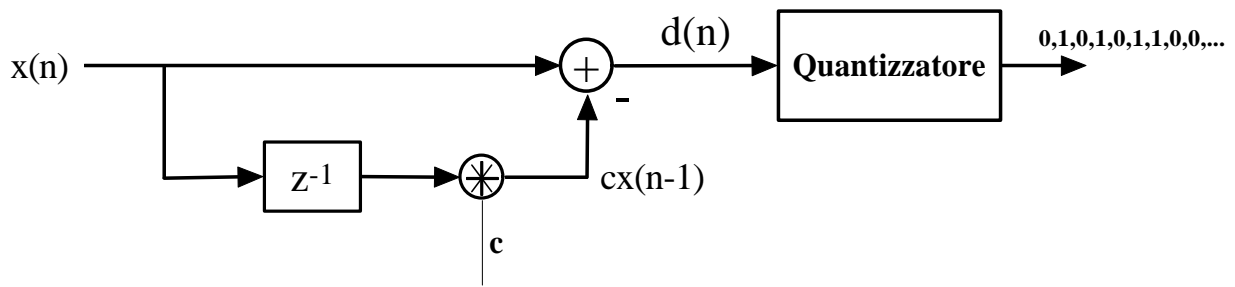 x(n)
d(n)
Quantizzatore
0,1,0,1,0,1,1,0,0,...
+
-
z-1
cx(n-1)
c